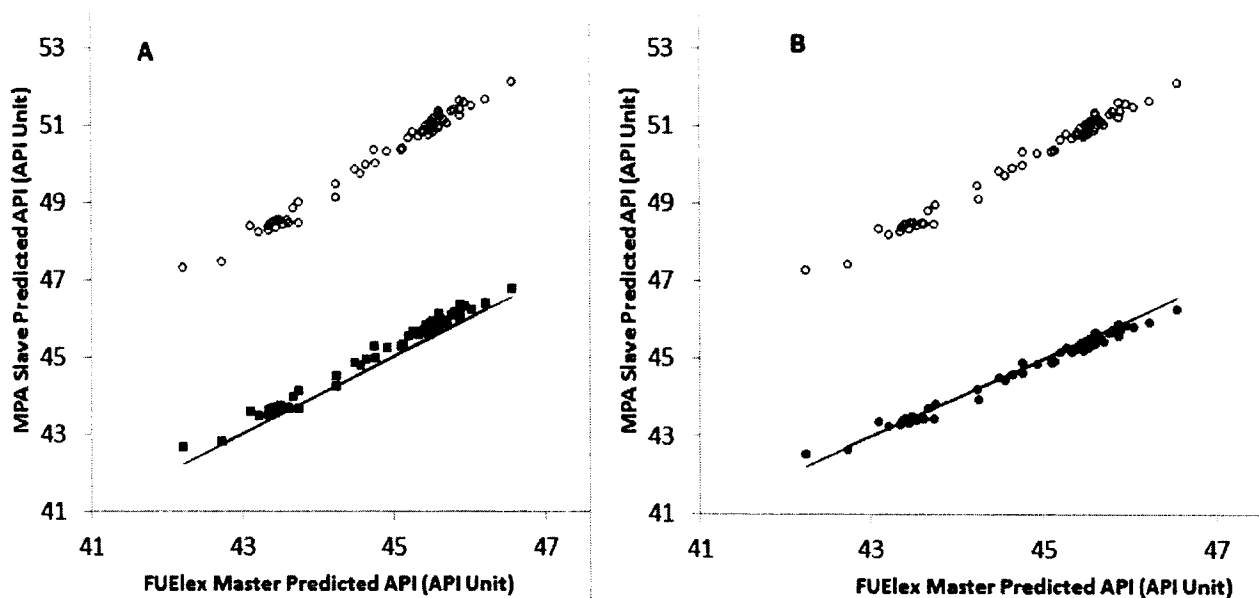 A
MPA Slave Predicted API (API Unit)
53
51
49
47
45
43
41
41 43 45 47
FUElex Master Predicted API (API Unit)
B
MPA Slave Predicted API (API Unit)
53
51
49
47
45
43
41
41 43 45 47
FUElex Master Predicted API (API Unit)